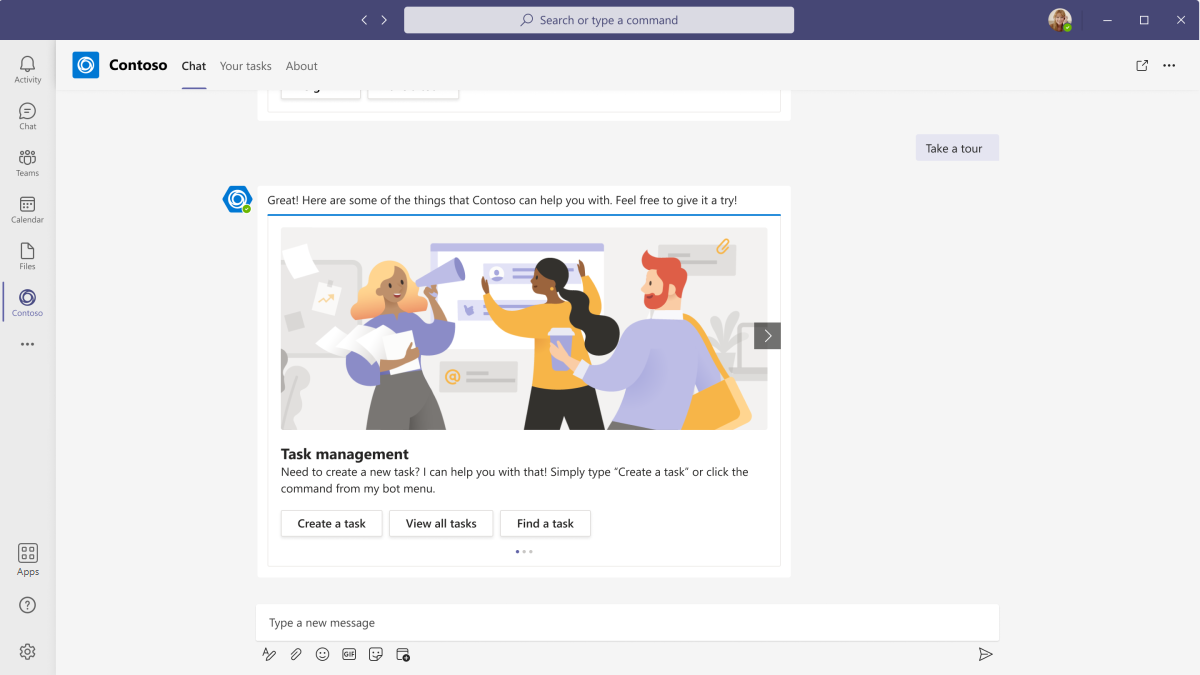 Search or type a command
Activity
Chat
Teams
Calendar
Files
Contoso
Apps
Contoso Chat Your tasks About
Take a tour
Great! Here are some of the things that Contoso can help you with. Feel free to give it a try!
@
Task management
Need to create a new task? I can help you with that! Simply type “Create a task” or click the
command from my bot menu.
Create a task View all tasks Find a task
Type a new message
GIF